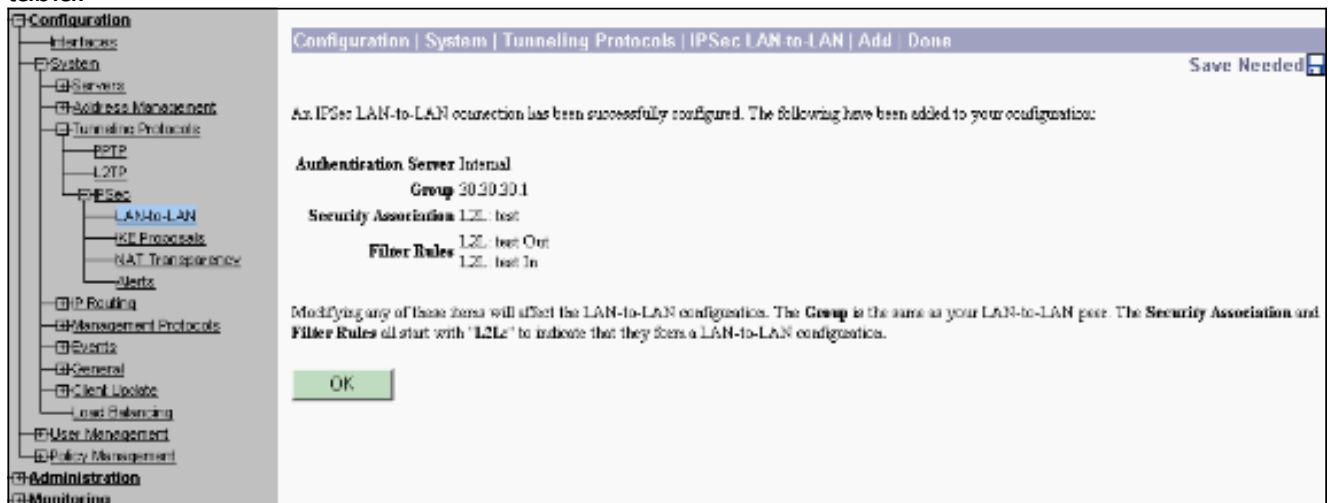 Configuration
Interfaces
System
Servers
Address Management
Tunneling Protocols
PPTP
L2TP
IPSec
LAN-to-LAN
IKE Proposals
NAT Transparency
Alerts
IP Routing
Management Protocols
Events
General
Client Update
Load Balancing
User Management
Policy Management
Administration
Monitoring
Configuration | System | Tunneling Protocols | IPSec LAN-to-LAN | Add | Done
Save Needed
An IPSec LAN-to-LAN connection has been successfully configured. The following have been added to your configuration:
Authentication Server Internal
Group 30.30.30.1
Security Association L2L: test
Filter Rules L2L: test Out
L2L: test In
Modifying any of these items will affect the LAN-to-LAN configuration. The Group is the same as your LAN-to-LAN peer. The Security Association and
Filter Rules all start with "L2L:" to indicate that they form a LAN-to-LAN configuration.
OK